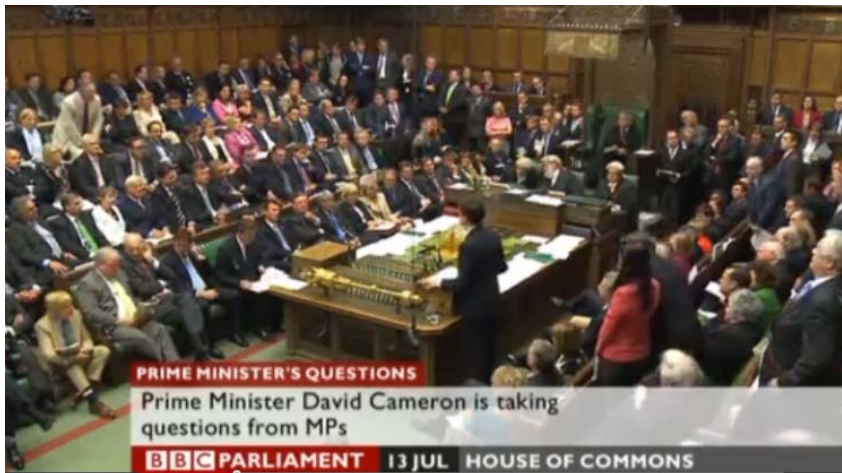 PRIME MINISTER'S QUESTIONS
Prime Minister David Cameron is taking
questions from MPs
BBC PARLIAMENT 13 JUL HOUSE OF COMMONS